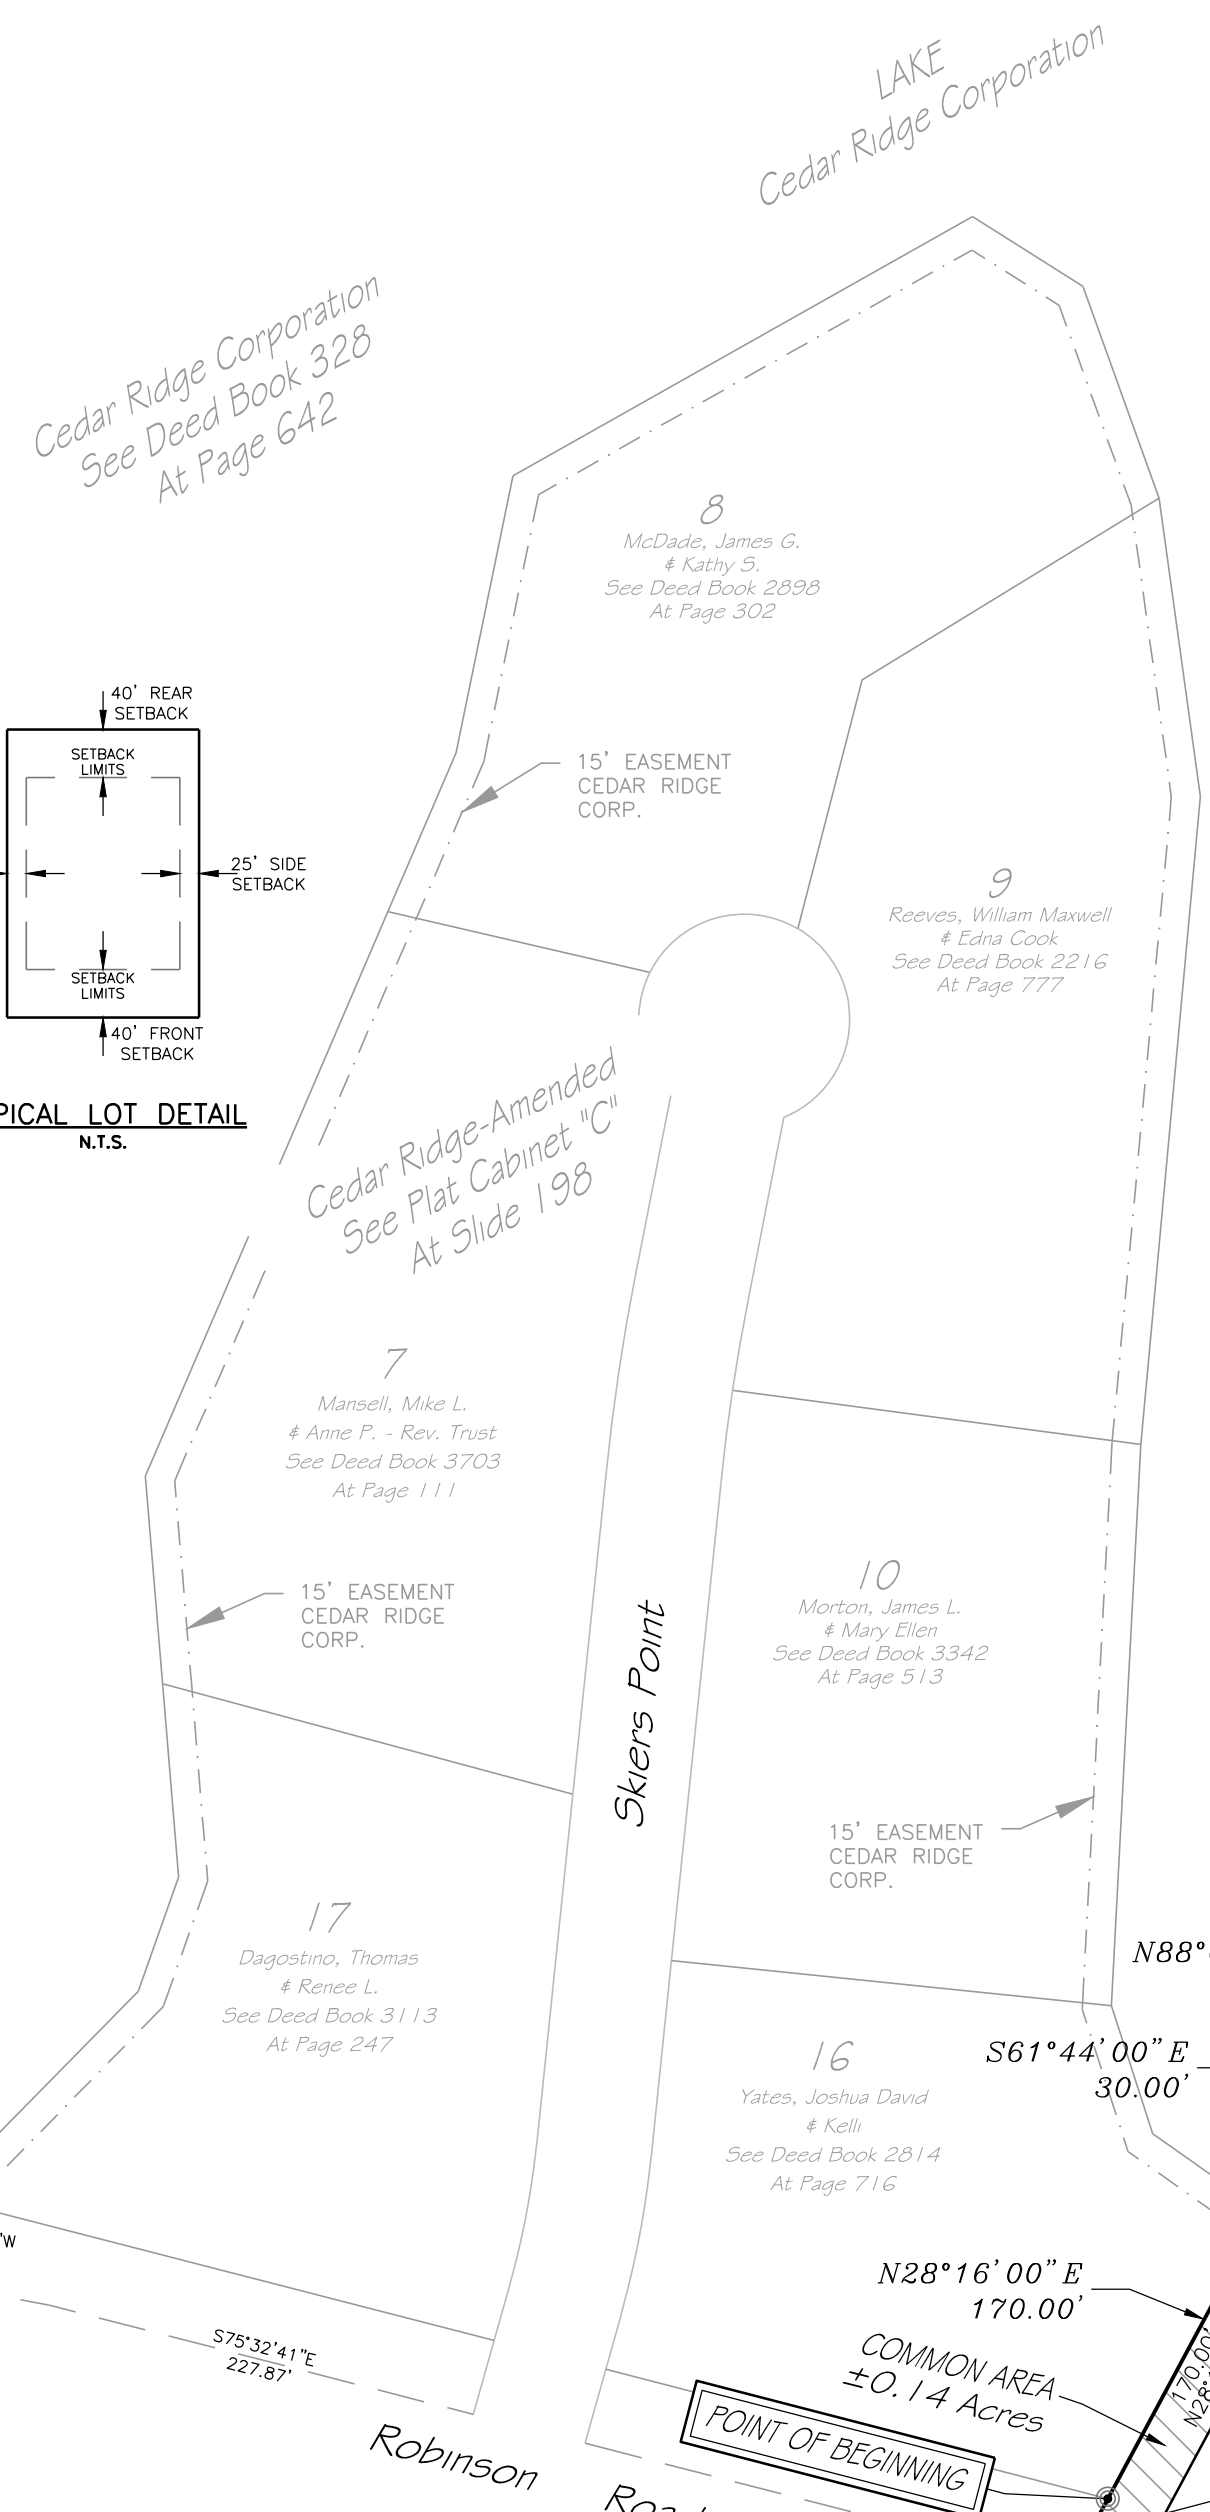 LAKE
Cedar Ridge Corporation
Cedar Ridge Corporation
See Deed Book 328
At Page 642
8
McDade, James G.
& Kathy S.
See Deed Book 2898
At Page 302
40' REAR
SETBACK
SETBACK
LIMITS
25' SIDE
SETBACK
SETBACK
LIMITS
40' FRONT
SETBACK
PICAL LOT DETAIL
N.T.S.
15' EASEMENT
CEDAR RIDGE
CORP.
9
Reeves, William Maxwell
& Edna Cook
See Deed Book 2216
At Page 777
Cedar Ridge-Amended
See Plat Cabinet "C"
At Slide 198
7
Mansell, Mike L.
& Anne P. - Rev. Trust
See Deed Book 3703
At Page 111
15' EASEMENT
CEDAR RIDGE
CORP.
10
Morton, James L.
& Mary Ellen
See Deed Book 3342
At Page 513
Skiers Point
15' EASEMENT
CEDAR RIDGE
CORP.
17
Dagostino, Thomas
& Renee L.
See Deed Book 3113
At Page 247
N88°
S61°44'00"E
30.00'
16
Yates, Joshua David
& Kelli
See Deed Book 2814
At Page 716
"W
N28°16'00"E
170.00'
S75°32'41"E
227.87'
COMMON AREA
±0.14 Acres
170.00'
N28°
POINT OF BEGINNING
Robinson Road